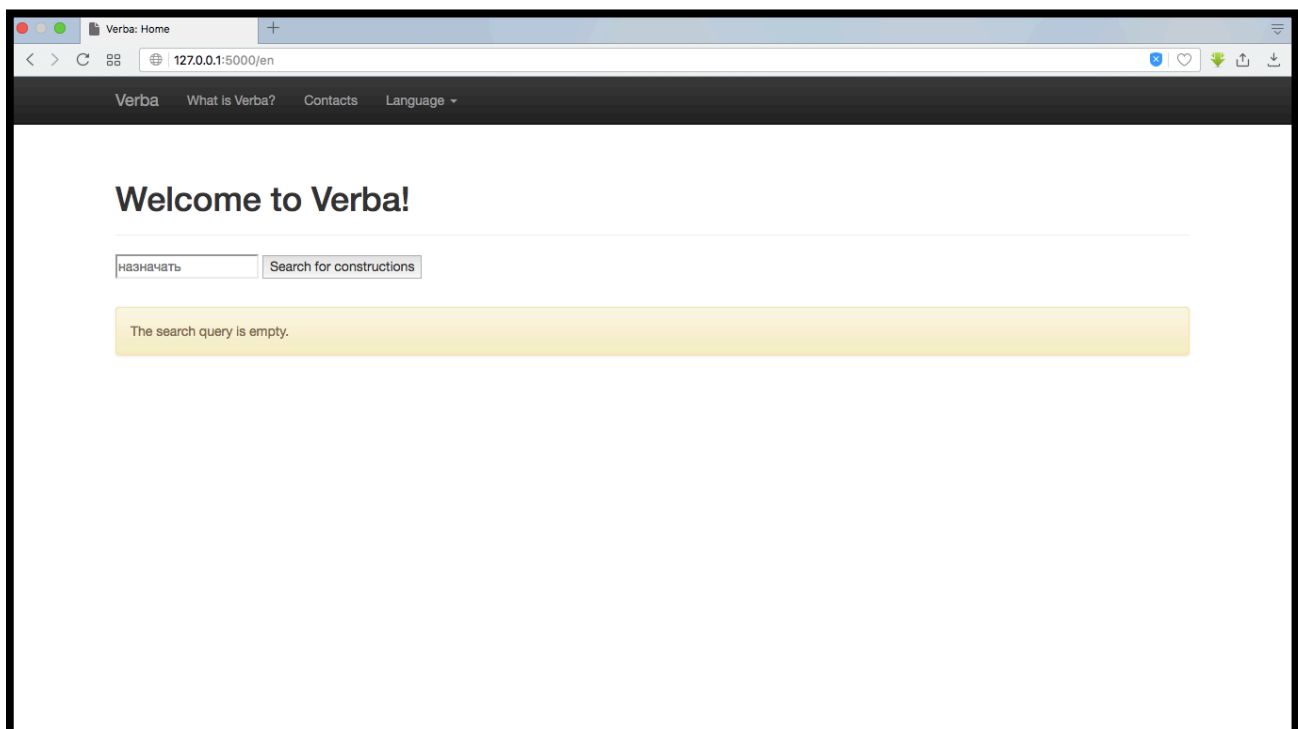 Verba: Home
127.0.0.1:5000/en
Verba What is Verba? Contacts Language
Welcome to Verba!
назначать Search for constructions
The search query is empty.